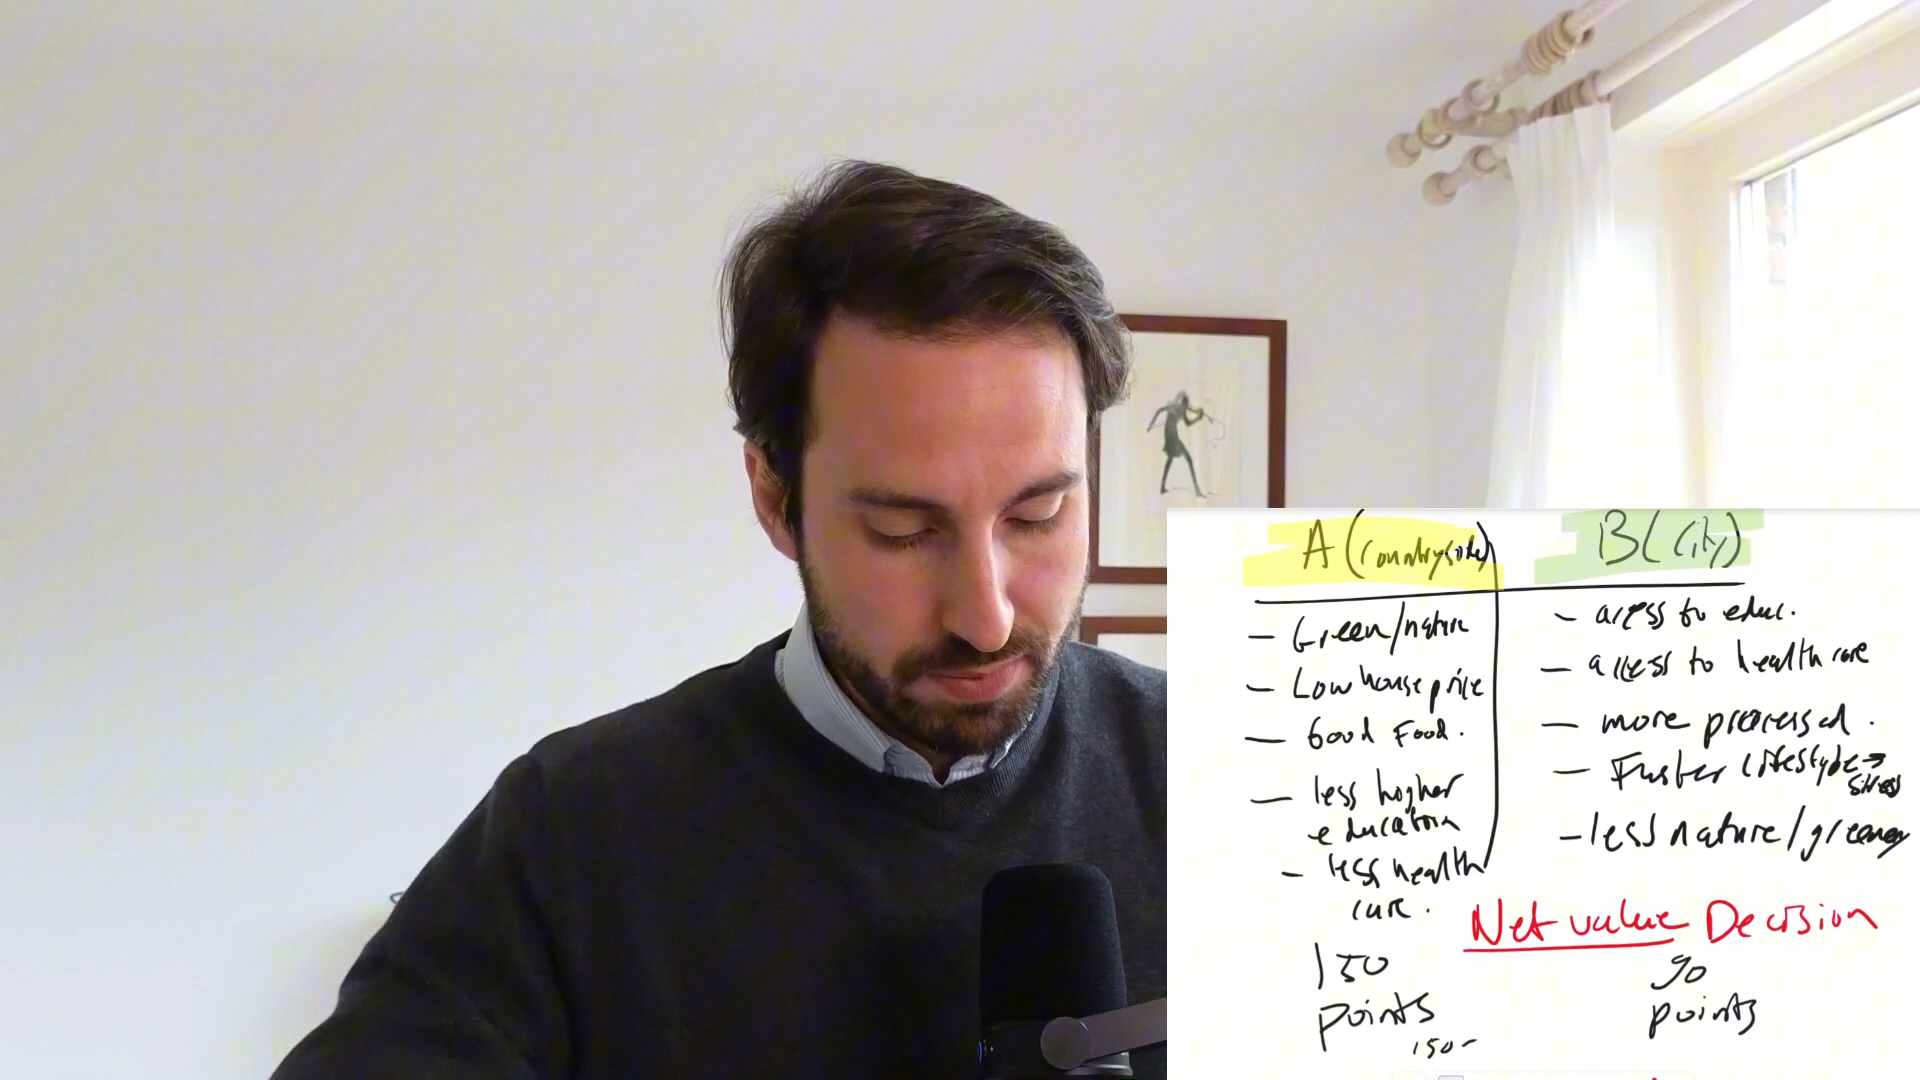 A (countryside)
- Green/nature
- Low house price
- Good Food.
- less higher
education
- less health
care.
150
points
150-
B (City)
- access to educ.
- access to health care
- more processed.
- Faster lifestyle →
stress
- less nature/greenery
Net value Decision
90
points